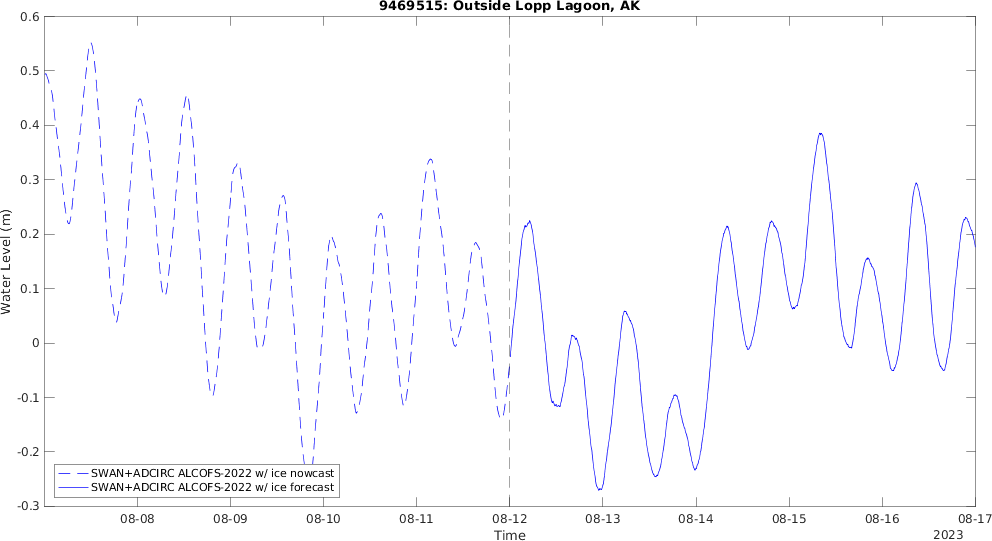 9469515: Outside Lopp Lagoon, AK
0.6
0.5
0.4
0.3
0.2
0.1
0
-0.1
-0.2
-0.3
Water Level (m)
SWAN+ADCIRC ALCOFS-2022 w/ ice nowcast
SWAN+ADCIRC ALCOFS-2022 w/ ice forecast
08-08 08-09 08-10 08-11 08-12 08-13 08-14 08-15 08-16 08-17
Time
2023